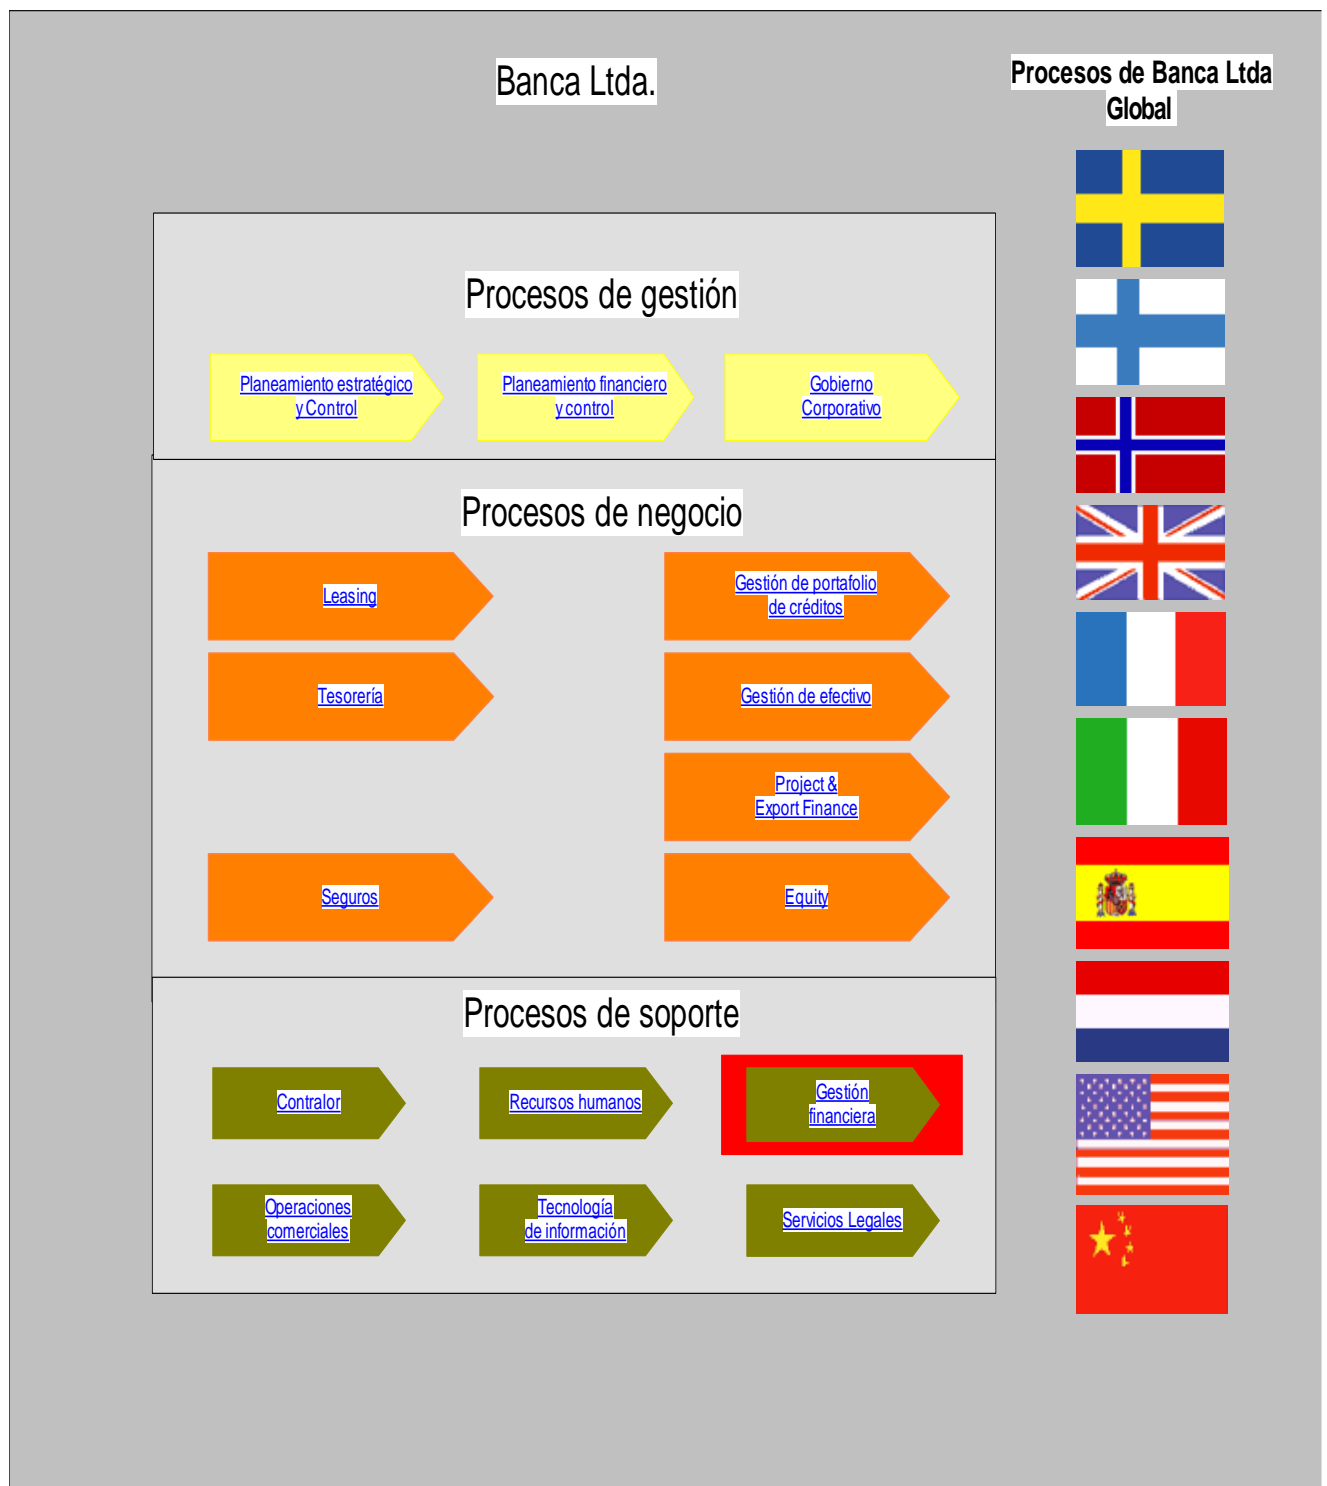 Banca Ltda.
Procesos de Banca Ltda
Global
Procesos de gestión
Planeamiento estratégico
y Control
Planeamiento financiero
y control
Gobierno
Corporativo
Procesos de negocio
Leasing
Gestión de portafolio
de créditos
Tesorería
Gestión de efectivo
Project &
Export Finance
Seguros
Equity
Procesos de soporte
Contralor
Recursos humanos
Gestión
financiera
Operaciones
comerciales
Tecnología
de información
Servicios Legales